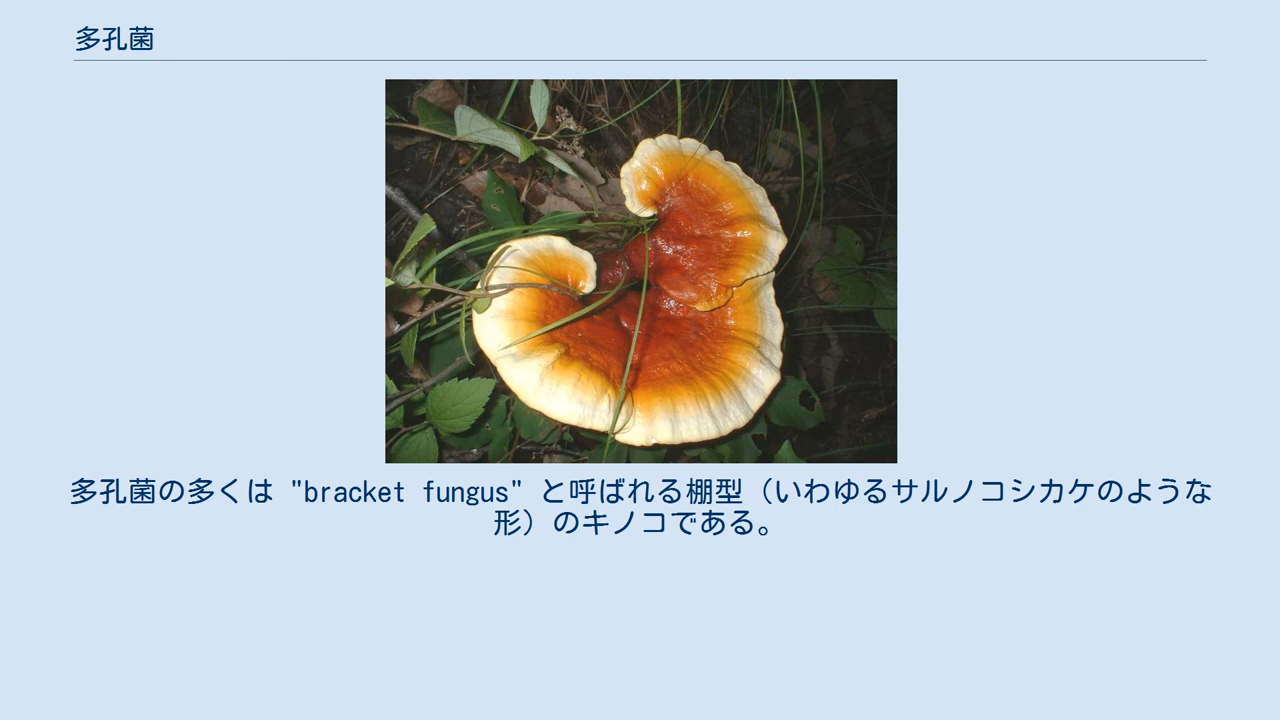 多孔菌
多孔菌の多くは "bracket fungus" と呼ばれる棚型（いわゆるサルノコシカケのような
形）のキノコである。